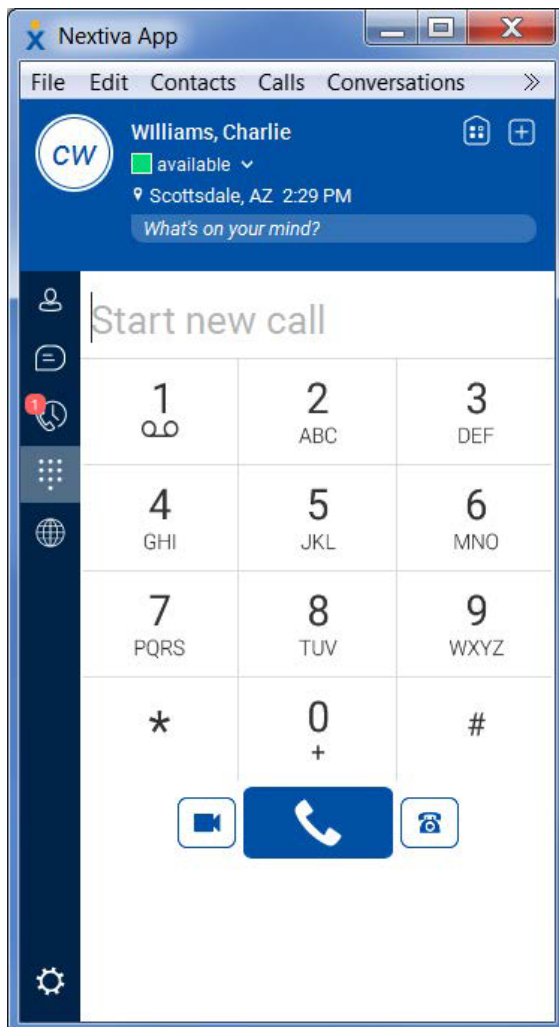 Nextiva App
File Edit Contacts Calls Conversations »
CW
WIlliams, Charlie
available
Scottsdale, AZ 2:29 PM
What's on your mind?
1
Start new call
1 2 3
ABC DEF
4 5 6
GHI JKL MNO
7 8 9
PQRS TUV WXYZ
* 0 #
+